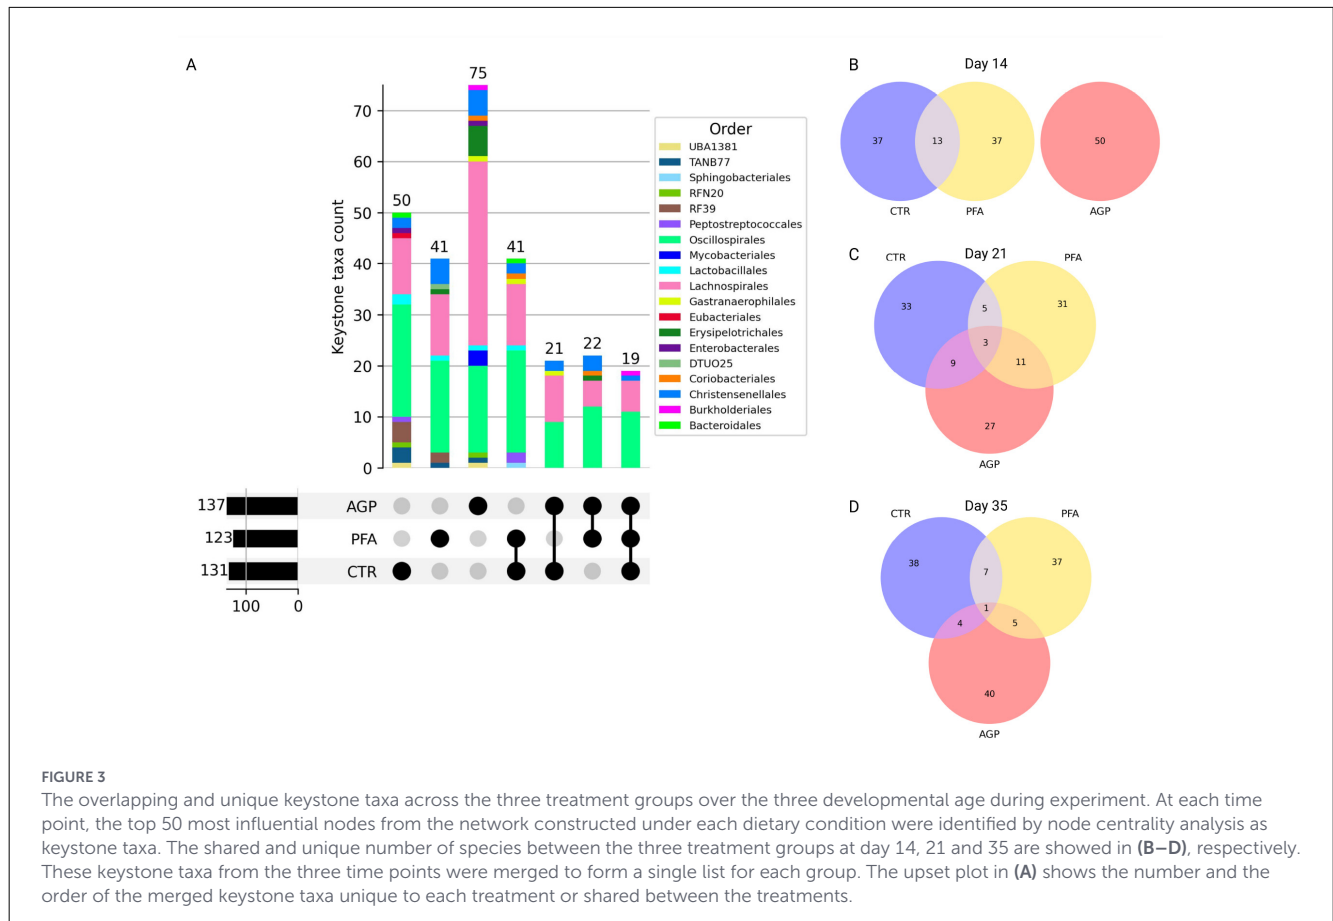 A
75
70
60
50
50
41
41
40
30
21
22
19
20
10
0
Keystone taxa count
Order
UBA1381
TANB77
Sphingobacteriales
RFN20
RF39
Peptostreptococcales
Oscillospirales
Mycobacteriales
Lactobacillales
Lachnospirales
Gastranaerophilales
Eubacteriales
Erysipelotrichales
Enterobacterales
DTUO25
Coriobacteriales
Christensenellales
Burkholderiales
Bacteroidales
137 AGP
123 PFA
131 CTR
100 0
B Day 14
37 13 37 50
CTR PFA AGP
C Day 21
CTR PFA
33 5 31
3
9 11
27
AGP
D Day 35
CTR PFA
38 7 37
1
4 5
40
AGP
FIGURE 3
The overlapping and unique keystone taxa across the three treatment groups over the three developmental age during experiment. At each time
point, the top 50 most influential nodes from the network constructed under each dietary condition were identified by node centrality analysis as
keystone taxa. The shared and unique number of species between the three treatment groups at day 14, 21 and 35 are showed in (B–D), respectively.
These keystone taxa from the three time points were merged to form a single list for each group. The upset plot in (A) shows the number and the
order of the merged keystone taxa unique to each treatment or shared between the treatments.